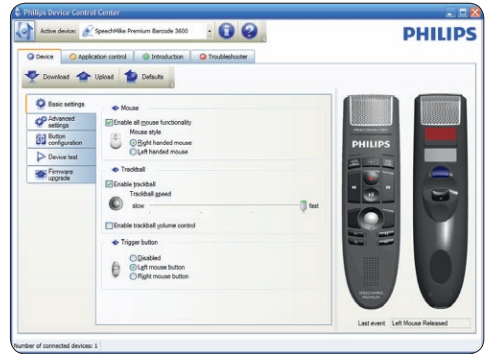 Philips Device Control Center
Active device: SpeechMike Premium Barcode 3600
PHILIPS
Device Application control Introduction Troubleshooter
Download Upload Defaults
Basic settings
Advanced settings
Button configuration
Device test
Firmware upgrade
Mouse
Enable all mouse functionality
Mouse style
Right handed mouse
Left handed mouse
Trackball
Enable trackball
Trackball speed
slow fast
Enable trackball volume control
Trigger button
Disabled
Left mouse button
Right mouse button
PHILIPS
SPEECHMIKE
PREMIUM
Last event Left Mouse Released
Number of connected devices: 1